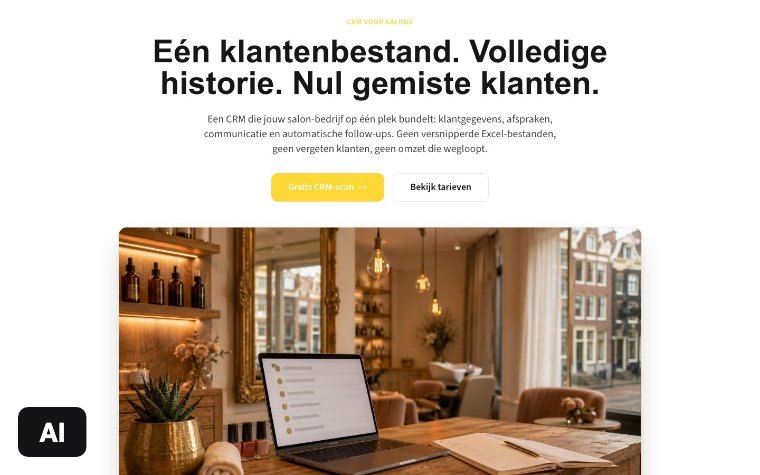 CRM VOOR SALONS
Eén klantenbestand. Volledige
historie. Nul gemiste klanten.
Een CRM die jouw salon-bedrijf op één plek bundelt: klantgegevens, afspraken,
communicatie en automatische follow-ups. Geen versnipperde Excel-bestanden,
geen vergeten klanten, geen omzet die wegloopt.
Gratis CRM-scan →
Bekijk tarieven
AI